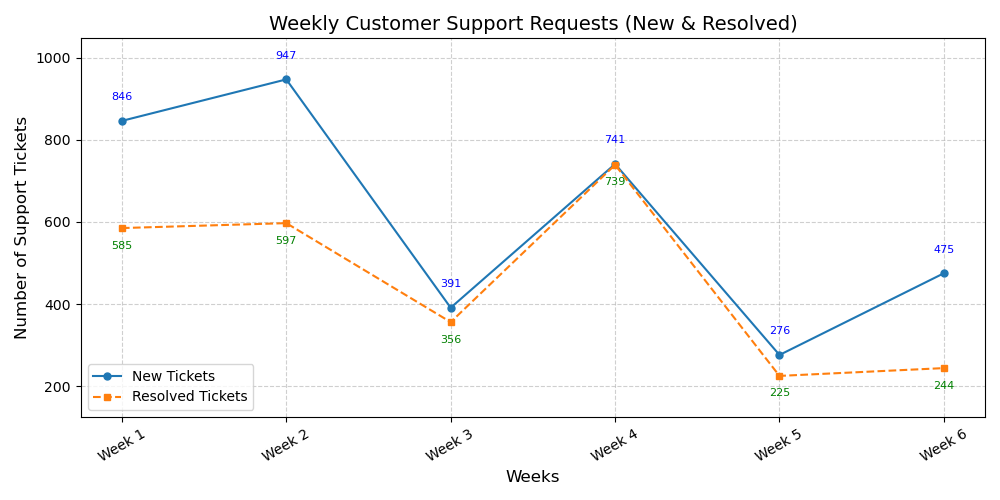 Weekly Customer Support Requests (New & Resolved)
Number of Support Tickets
1000
800
600
400
200
846
947
391
741
276
475
585
597
356
739
225
244
New Tickets
Resolved Tickets
Week 1
Week 2
Week 3
Week 4
Week 5
Week 6
Weeks